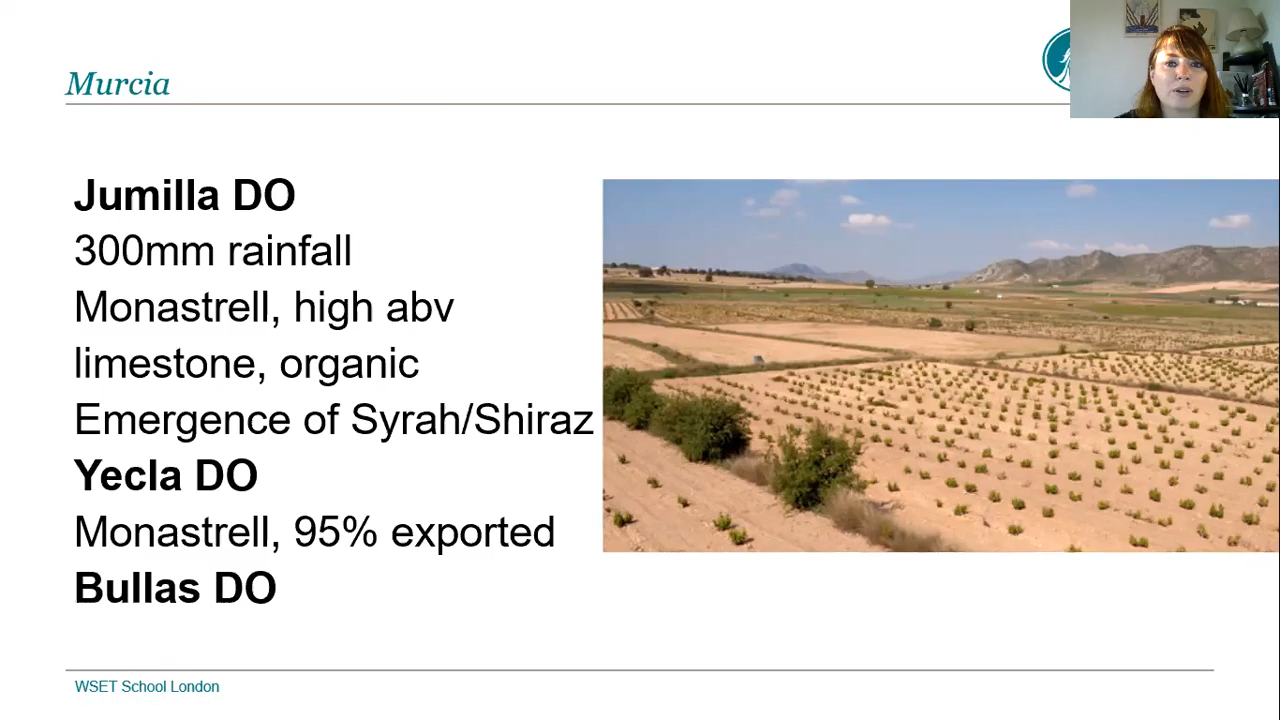 Murcia
Jumilla DO
300mm rainfall
Monastrell, high abv
limestone, organic
Emergence of Syrah/Shiraz
Yecla DO
Monastrell, 95% exported
Bullas DO
WSET School London